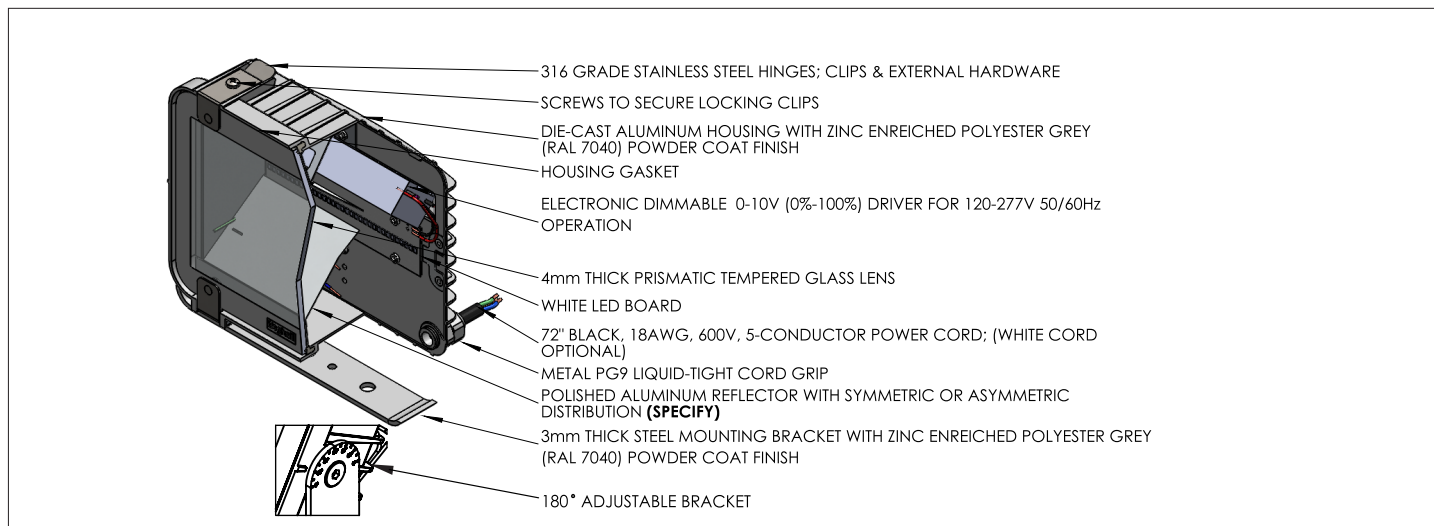 316 GRADE STAINLESS STEEL HINGES; CLIPS & EXTERNAL HARDWARE
SCREWS TO SECURE LOCKING CLIPS
DIE-CAST ALUMINUM HOUSING WITH ZINC ENREICHED POLYESTER GREY
(RAL 7040) POWDER COAT FINISH
HOUSING GASKET
ELECTRONIC DIMMABLE 0-10V (0%-100%) DRIVER FOR 120-277V 50/60Hz
OPERATION
4mm THICK PRISMATIC TEMPERED GLASS LENS
WHITE LED BOARD
72" BLACK, 18AWG, 600V, 5-CONDUCTOR POWER CORD; (WHITE CORD
OPTIONAL)
METAL PG9 LIQUID-TIGHT CORD GRIP
POLISHED ALUMINUM REFLECTOR WITH SYMMETRIC OR ASYMMETRIC
DISTRIBUTION (SPECIFY)
3mm THICK STEEL MOUNTING BRACKET WITH ZINC ENREICHED POLYESTER GREY
(RAL 7040) POWDER COAT FINISH
180° ADJUSTABLE BRACKET